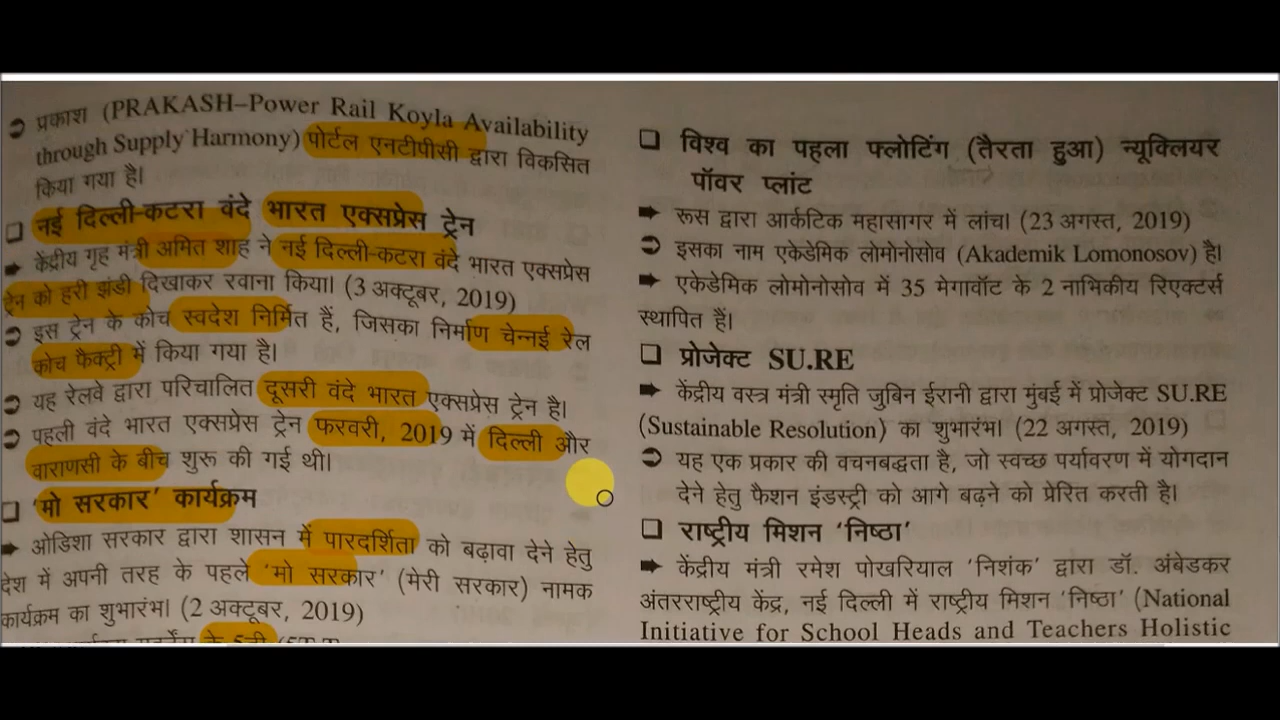 ➲ प्रकाश (PRAKASH–Power Rail Koyla Availability
through Supply Harmony) पोर्टल एनटीपीसी द्वारा विकसित
किया गया है।
❑ नई दिल्ली-कटरा वंदे भारत एक्सप्रेस ट्रेन
➡ केंद्रीय गृह मंत्री अमित शाह ने नई दिल्ली-कटरा वंदे भारत एक्सप्रेस
ट्रेन को हरी झंडी दिखाकर रवाना किया। (3 अक्टूबर, 2019)
➲ इस ट्रेन के कोच स्वदेश निर्मित हैं, जिसका निर्माण चेन्नई रेल
कोच फैक्ट्री में किया गया है।
➲ यह रेलवे द्वारा परिचालित दूसरी वंदे भारत एक्सप्रेस ट्रेन है।
➲ पहली वंदे भारत एक्सप्रेस ट्रेन फरवरी, 2019 में दिल्ली और
वाराणसी के बीच शुरू की गई थी।
❑ ‘मो सरकार’ कार्यक्रम
➡ ओडिशा सरकार द्वारा शासन में पारदर्शिता को बढ़ावा देने हेतु
देश में अपनी तरह के पहले ‘मो सरकार’ (मेरी सरकार) नामक
कार्यक्रम का शुभारंभ। (2 अक्टूबर, 2019)
के 5टी
❑ विश्व का पहला फ्लोटिंग (तैरता हुआ) न्यूक्लियर
पॉवर प्लांट
➡ रूस द्वारा आर्कटिक महासागर में लांच। (23 अगस्त, 2019)
➲ इसका नाम एकेडेमिक लोमोनोसोव (Akademik Lomonosov) है।
➡ एकेडेमिक लोमोनोसोव में 35 मेगावॉट के 2 नाभिकीय रिएक्टर्स
स्थापित हैं।
❑ प्रोजेक्ट SU.RE
➡ केंद्रीय वस्त्र मंत्री स्मृति जुबिन ईरानी द्वारा मुंबई में प्रोजेक्ट SU.RE
(Sustainable Resolution) का शुभारंभ। (22 अगस्त, 2019)
➲ यह एक प्रकार की वचनबद्धता है, जो स्वच्छ पर्यावरण में योगदान
देने हेतु फैशन इंडस्ट्री को आगे बढ़ने को प्रेरित करती है।
❑ राष्ट्रीय मिशन ‘निष्ठा’
➡ केंद्रीय मंत्री रमेश पोखरियाल ‘निशंक’ द्वारा डॉ. अंबेडकर
अंतरराष्ट्रीय केंद्र, नई दिल्ली में राष्ट्रीय मिशन ‘निष्ठा’ (National
Initiative for School Heads and Teachers Holistic